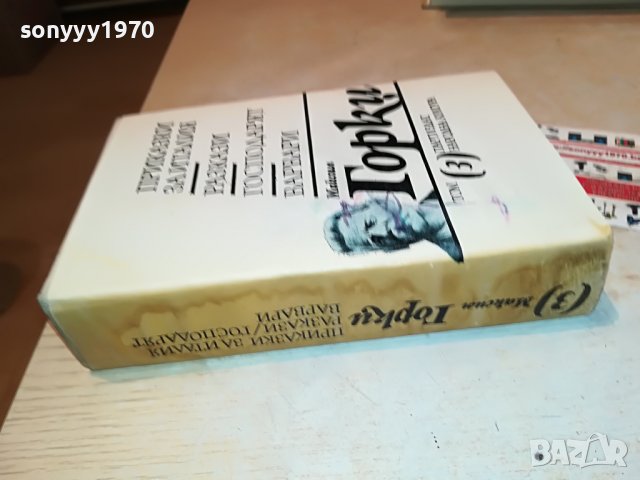 sonyyy1970
ПРИКАЗКИ
ЗА ИТАЛИЯ
РАЗКАЗИ
ГОСПОДАРЯТ
ВАРВАРИ
Максим
Горки
ТОМ (3)
(3) Максим Горки
ПРИКАЗКИ ЗА ИТАЛИЯ
РАЗКАЗИ / ГОСПОДАРЯТ
ВАРВАРИ
BAZAR.bg